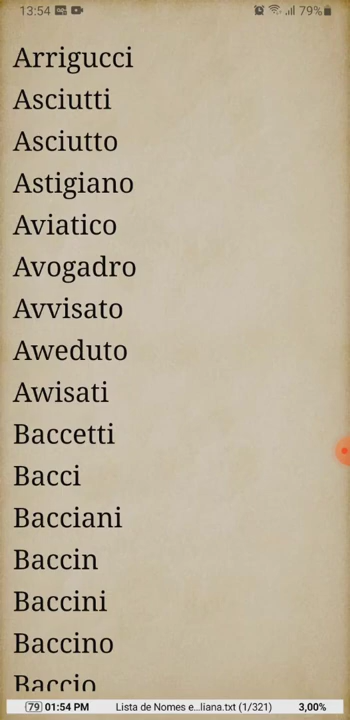 13:54 79%
Arrigucci
Asciutti
Asciutto
Astigiano
Aviatico
Avogadro
Avvisato
Aweduto
Awisati
Baccetti
Bacci
Bacciani
Baccin
Baccini
Baccino
Baccio
79 01:54 PM Lista de Nomes e...liana.txt (1/321) 3,00%